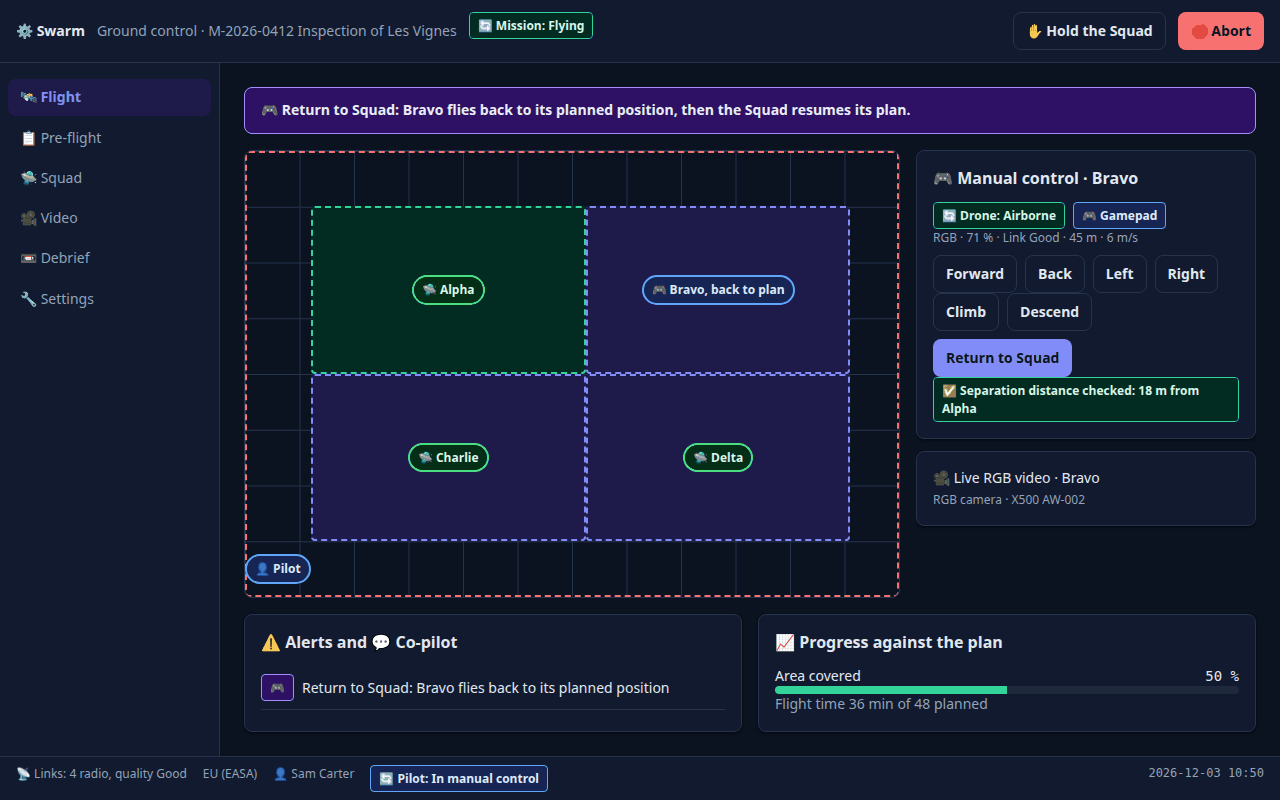 ⚙️ Swarm Ground control · M-2026-0412 Inspection of Les Vignes 🔄 Mission: Flying ✋ Hold the Squad 🛑 Abort
🛰️ Flight
📋 Pre-flight
🛸 Squad
🎥 Video
📼 Debrief
🔧 Settings
🎮 Return to Squad: Bravo flies back to its planned position, then the Squad resumes its plan.
🛸 Alpha
🎮 Bravo, back to plan
🛸 Charlie
🛸 Delta
👤 Pilot
🎮 Manual control · Bravo
🔄 Drone: Airborne 🎮 Gamepad
RGB · 71 % · Link Good · 45 m · 6 m/s
Forward Back Left Right
Climb Descend
Return to Squad
☑️ Separation distance checked: 18 m from
Alpha
🎥 Live RGB video · Bravo
RGB camera · X500 AW-002
⚠️ Alerts and 💬 Co-pilot
🎮 Return to Squad: Bravo flies back to its planned position
📈 Progress against the plan
Area covered 50 %
Flight time 36 min of 48 planned
📡 Links: 4 radio, quality Good EU (EASA) 👤 Sam Carter 🔄 Pilot: In manual control 2026-12-03 10:50